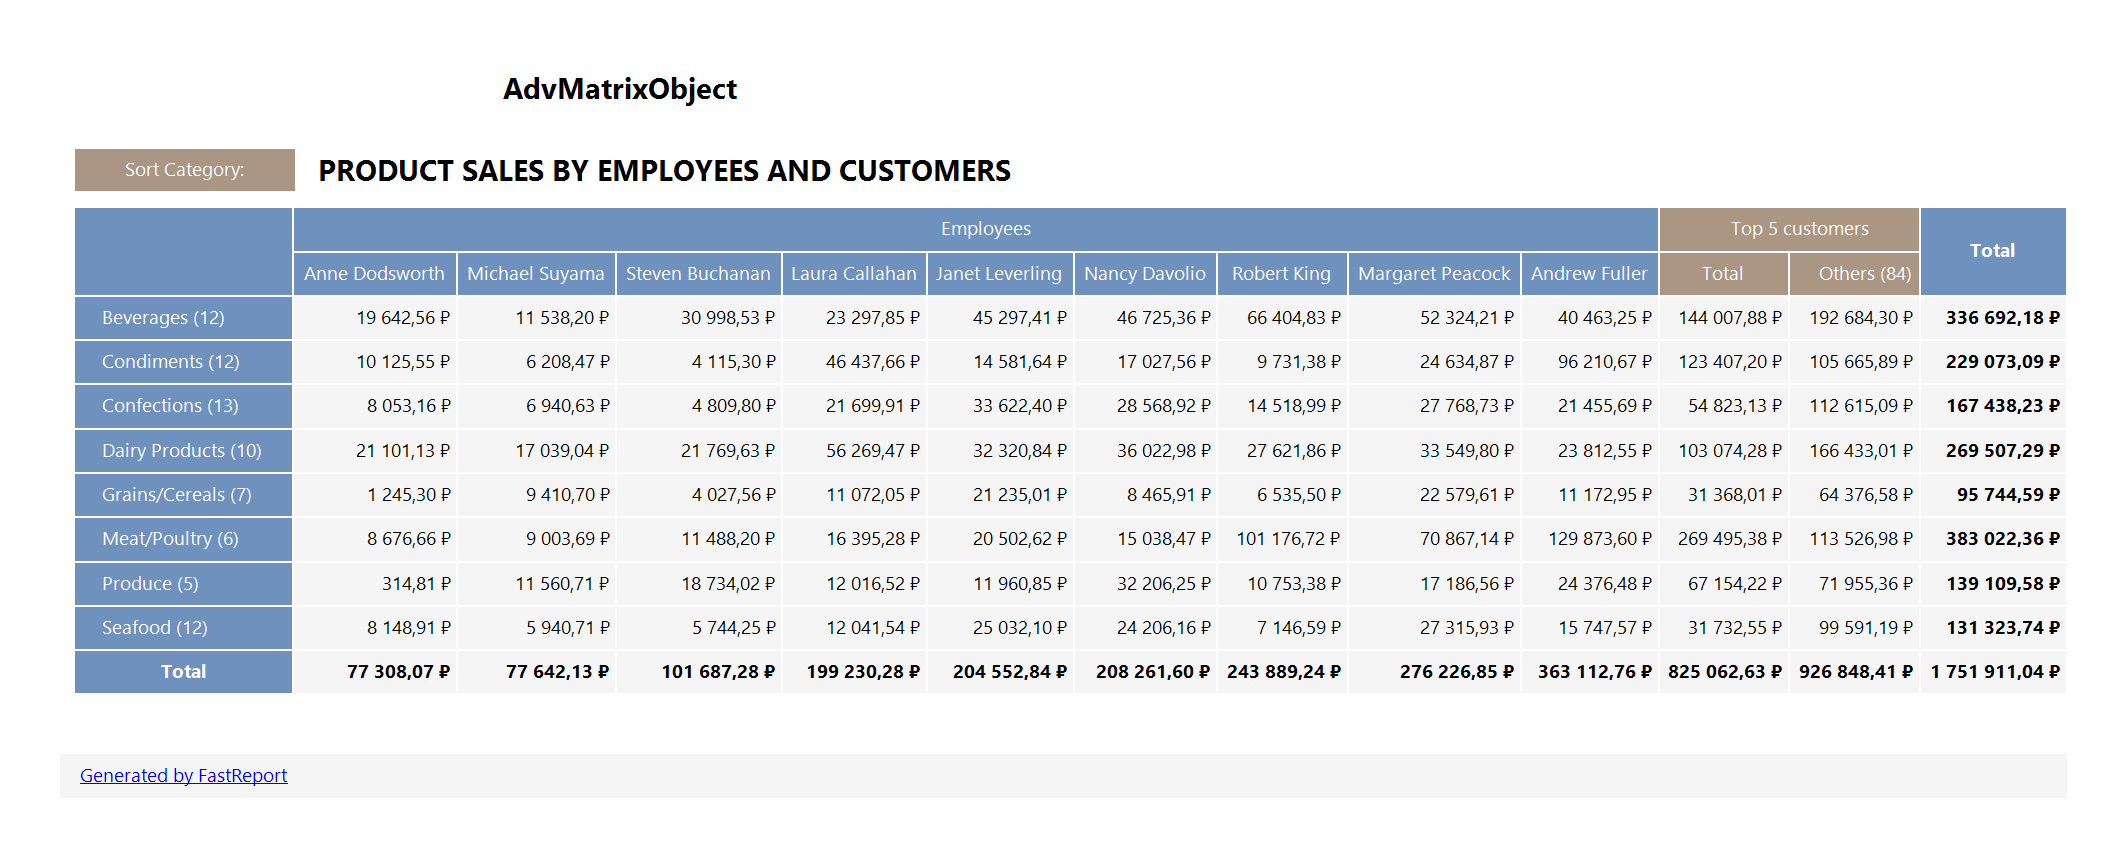 AdvMatrixObject
Sort Category: PRODUCT SALES BY EMPLOYEES AND CUSTOMERS
Employees Top 5 customers Total
Anne Dodsworth Michael Suyama Steven Buchanan Laura Callahan Janet Leverling Nancy Davolio Robert King Margaret Peacock Andrew Fuller Total Others (84)
Beverages (12) 19 642,56 ₽ 11 538,20 ₽ 30 998,53 ₽ 23 297,85 ₽ 45 297,41 ₽ 46 725,36 ₽ 66 404,83 ₽ 52 324,21 ₽ 40 463,25 ₽ 144 007,88 ₽ 192 684,30 ₽ 336 692,18 ₽
Condiments (12) 10 125,55 ₽ 6 208,47 ₽ 4 115,30 ₽ 46 437,66 ₽ 14 581,64 ₽ 17 027,56 ₽ 9 731,38 ₽ 24 634,87 ₽ 96 210,67 ₽ 123 407,20 ₽ 105 665,89 ₽ 229 073,09 ₽
Confections (13) 8 053,16 ₽ 6 940,63 ₽ 4 809,80 ₽ 21 699,91 ₽ 33 622,40 ₽ 28 568,92 ₽ 14 518,99 ₽ 27 768,73 ₽ 21 455,69 ₽ 54 823,13 ₽ 112 615,09 ₽ 167 438,23 ₽
Dairy Products (10) 21 101,13 ₽ 17 039,04 ₽ 21 769,63 ₽ 56 269,47 ₽ 32 320,84 ₽ 36 022,98 ₽ 27 621,86 ₽ 33 549,80 ₽ 23 812,55 ₽ 103 074,28 ₽ 166 433,01 ₽ 269 507,29 ₽
Grains/Cereals (7) 1 245,30 ₽ 9 410,70 ₽ 4 027,56 ₽ 11 072,05 ₽ 21 235,01 ₽ 8 465,91 ₽ 6 535,50 ₽ 22 579,61 ₽ 11 172,95 ₽ 31 368,01 ₽ 64 376,58 ₽ 95 744,59 ₽
Meat/Poultry (6) 8 676,66 ₽ 9 003,69 ₽ 11 488,20 ₽ 16 395,28 ₽ 20 502,62 ₽ 15 038,47 ₽ 101 176,72 ₽ 70 867,14 ₽ 129 873,60 ₽ 269 495,38 ₽ 113 526,98 ₽ 383 022,36 ₽
Produce (5) 314,81 ₽ 11 560,71 ₽ 18 734,02 ₽ 12 016,52 ₽ 11 960,85 ₽ 32 206,25 ₽ 10 753,38 ₽ 17 186,56 ₽ 24 376,48 ₽ 67 154,22 ₽ 71 955,36 ₽ 139 109,58 ₽
Seafood (12) 8 148,91 ₽ 5 940,71 ₽ 5 744,25 ₽ 12 041,54 ₽ 25 032,10 ₽ 24 206,16 ₽ 7 146,59 ₽ 27 315,93 ₽ 15 747,57 ₽ 31 732,55 ₽ 99 591,19 ₽ 131 323,74 ₽
Total 77 308,07 ₽ 77 642,13 ₽ 101 687,28 ₽ 199 230,28 ₽ 204 552,84 ₽ 208 261,60 ₽ 243 889,24 ₽ 276 226,85 ₽ 363 112,76 ₽ 825 062,63 ₽ 926 848,41 ₽ 1 751 911,04 ₽
Generated by FastReport